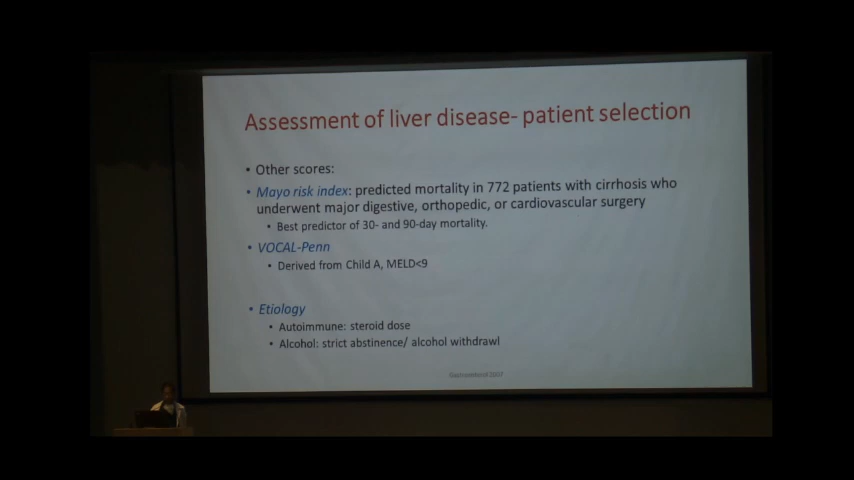 Assessment of liver disease- patient selection
• Other scores:
• Mayo risk index: predicted mortality in 772 patients with cirrhosis who
underwent major digestive, orthopedic, or cardiovascular surgery
• Best predictor of 30- and 90-day mortality.
• VOCAL-Penn
• Derived from Child A, MELD<9
• Etiology
• Autoimmune: steroid dose
• Alcohol: strict abstinence/ alcohol withdrawl
2007